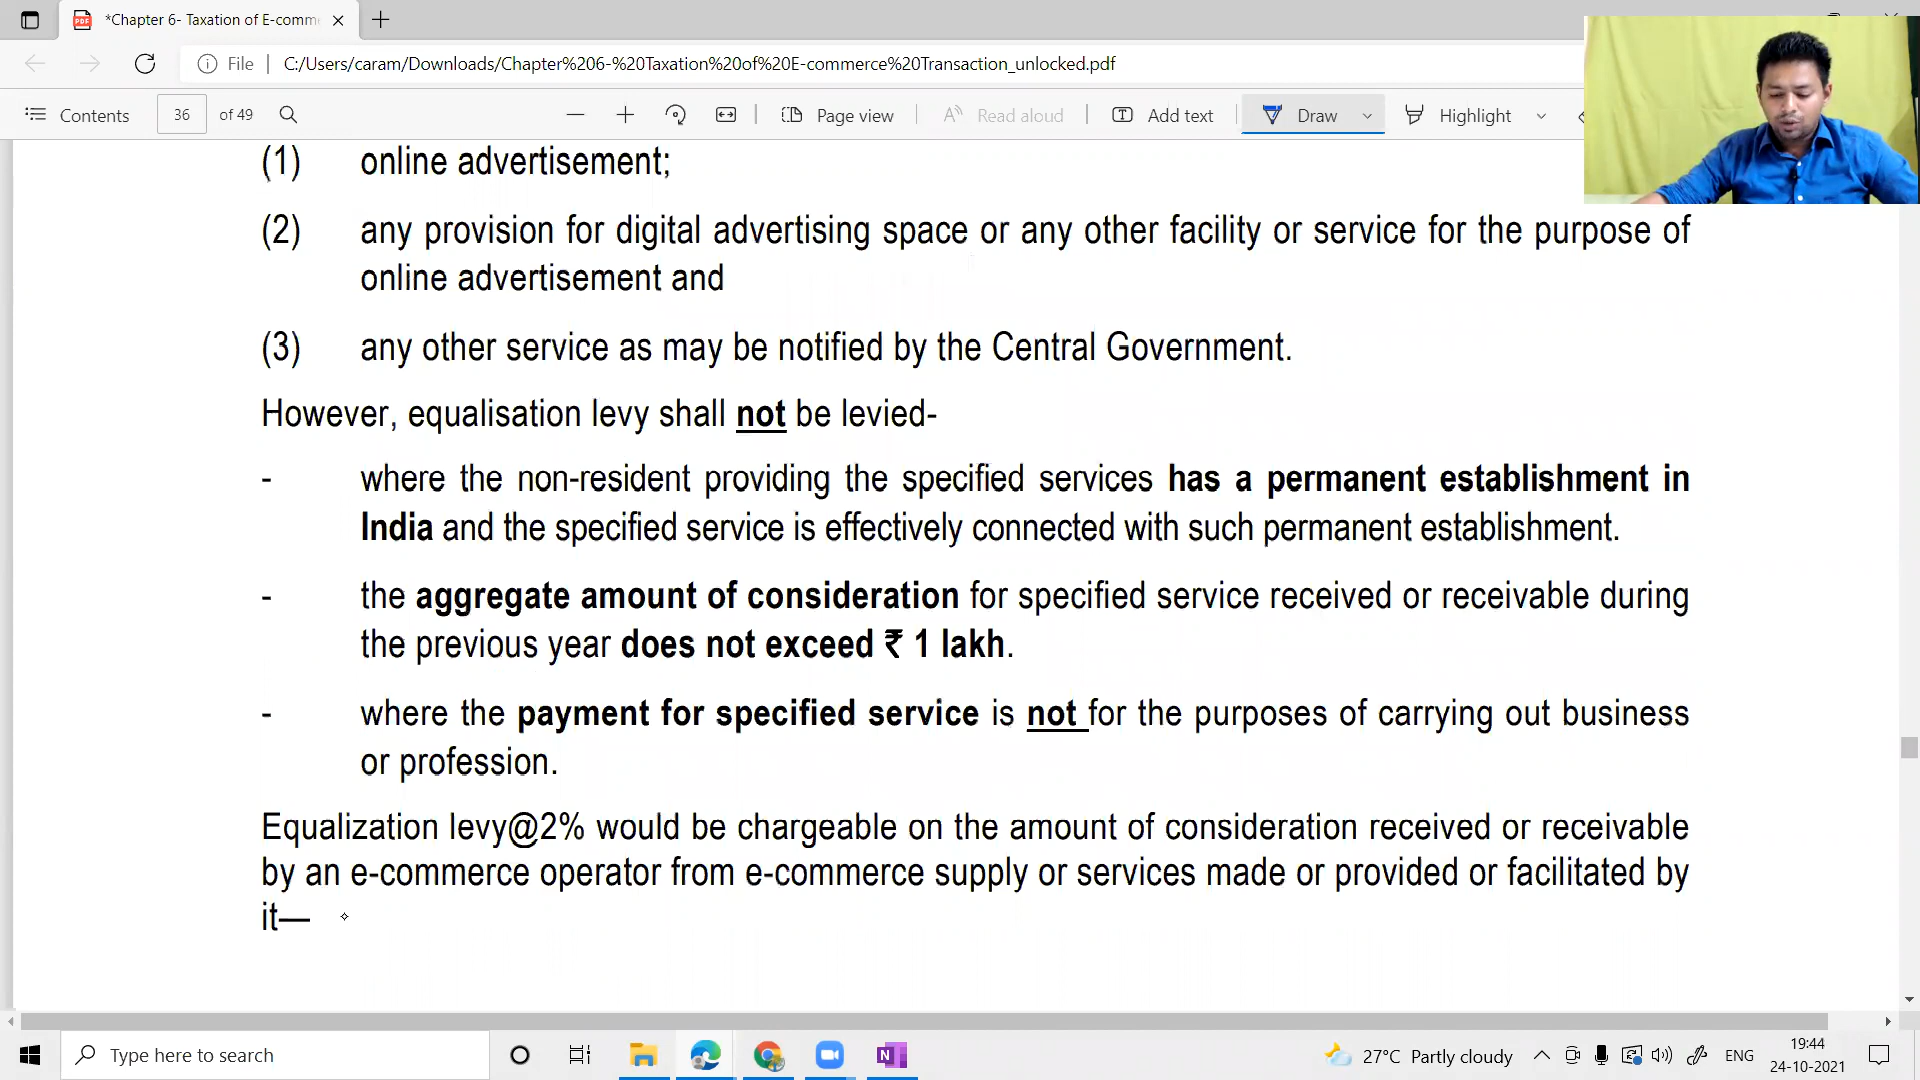 *Chapter 6- Taxation of E-comm
File
C:/Users/caram/Downloads/Chapter%206-%20Taxation%20of%20E-commerce%20Transaction_unlocked.pdf
Contents
36
of 49
Page view
Read aloud
Add text
Draw
Highlight
(1) online advertisement;
(2) any provision for digital advertising space or any other facility or service for the purpose of
online advertisement and
(3) any other service as may be notified by the Central Government.
However, equalisation levy shall not be levied-
- where the non-resident providing the specified services has a permanent establishment in
India and the specified service is effectively connected with such permanent establishment.
- the aggregate amount of consideration for specified service received or receivable during
the previous year does not exceed ₹ 1 lakh.
- where the payment for specified service is not for the purposes of carrying out business
or profession.
Equalization levy@2% would be chargeable on the amount of consideration received or receivable
by an e-commerce operator from e-commerce supply or services made or provided or facilitated by
it—
Type here to search
27°C Partly cloudy
ENG
19:44
24-10-2021